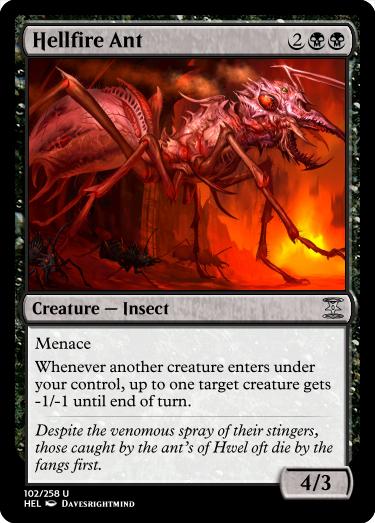 Hellfire Ant 2
Creature — Insect
Menace
Whenever another creature enters under
your control, up to one target creature gets
-1/-1 until end of turn.
Despite the venomous spray of their stingers,
those caught by the ant's of Hwel oft die by the
fangs first.
4/3
102/258 U
HEL Davesrightmind